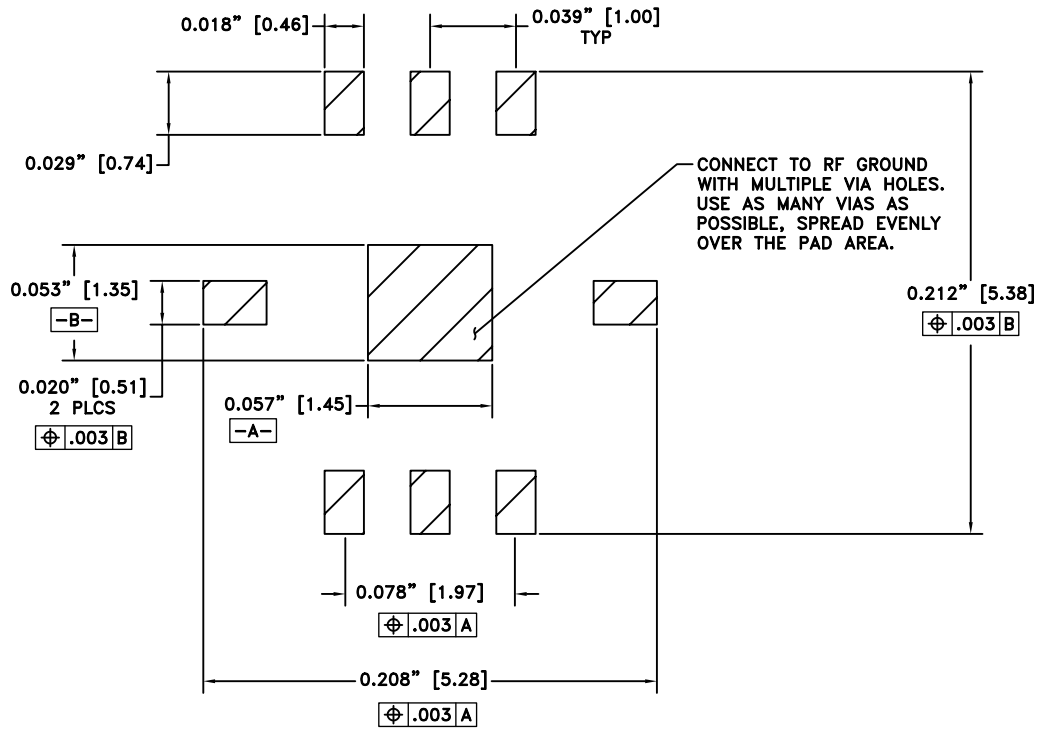 0.018" [0.46]
0.039" [1.00]
TYP
0.029" [0.74]
CONNECT TO RF GROUND
WITH MULTIPLE VIA HOLES.
USE AS MANY VIAS AS
POSSIBLE, SPREAD EVENLY
OVER THE PAD AREA.
0.053" [1.35]
-B-
0.212" [5.38]
⌖ .003 B
0.020" [0.51]
2 PLCS
⌖ .003 B
0.057" [1.45]
-A-
0.078" [1.97]
⌖ .003 A
0.208" [5.28]
⌖ .003 A